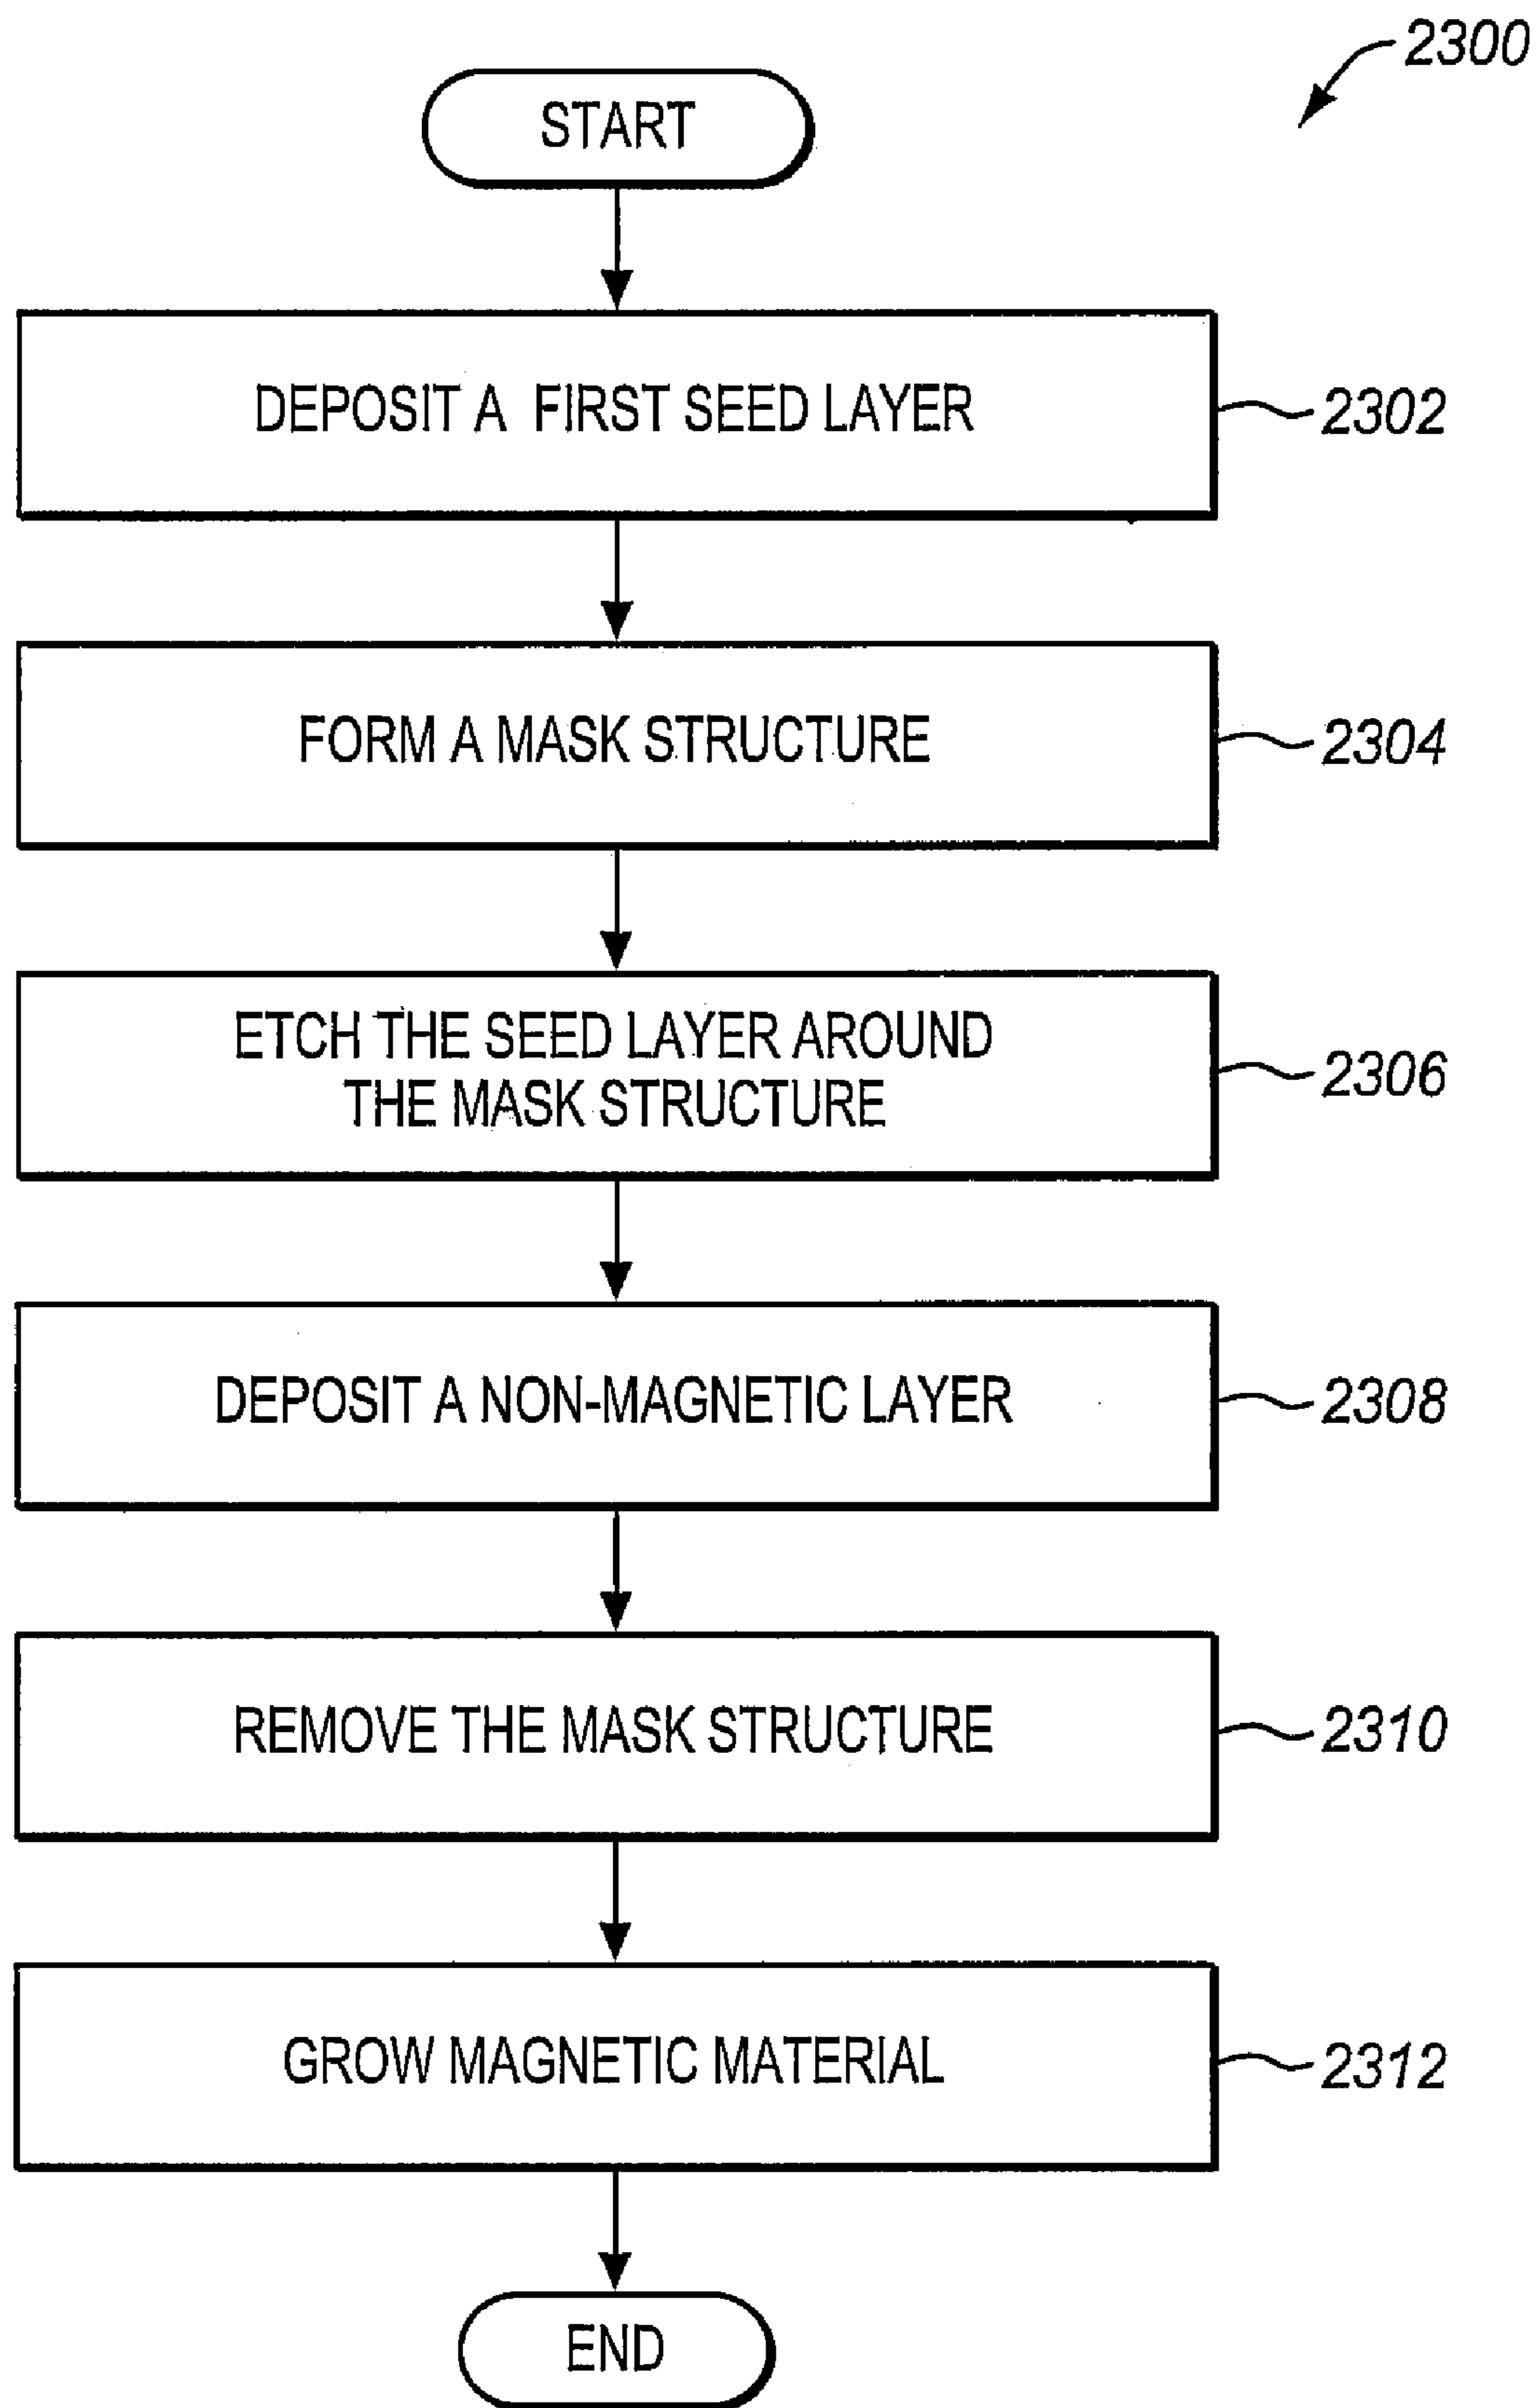 2300
START
DEPOSIT A FIRST SEED LAYER
2302
FORM A MASK STRUCTURE
2304
ETCH THE SEED LAYER AROUND
THE MASK STRUCTURE
2306
DEPOSIT A NON-MAGNETIC LAYER
2308
REMOVE THE MASK STRUCTURE
2310
GROW MAGNETIC MATERIAL
2312
END